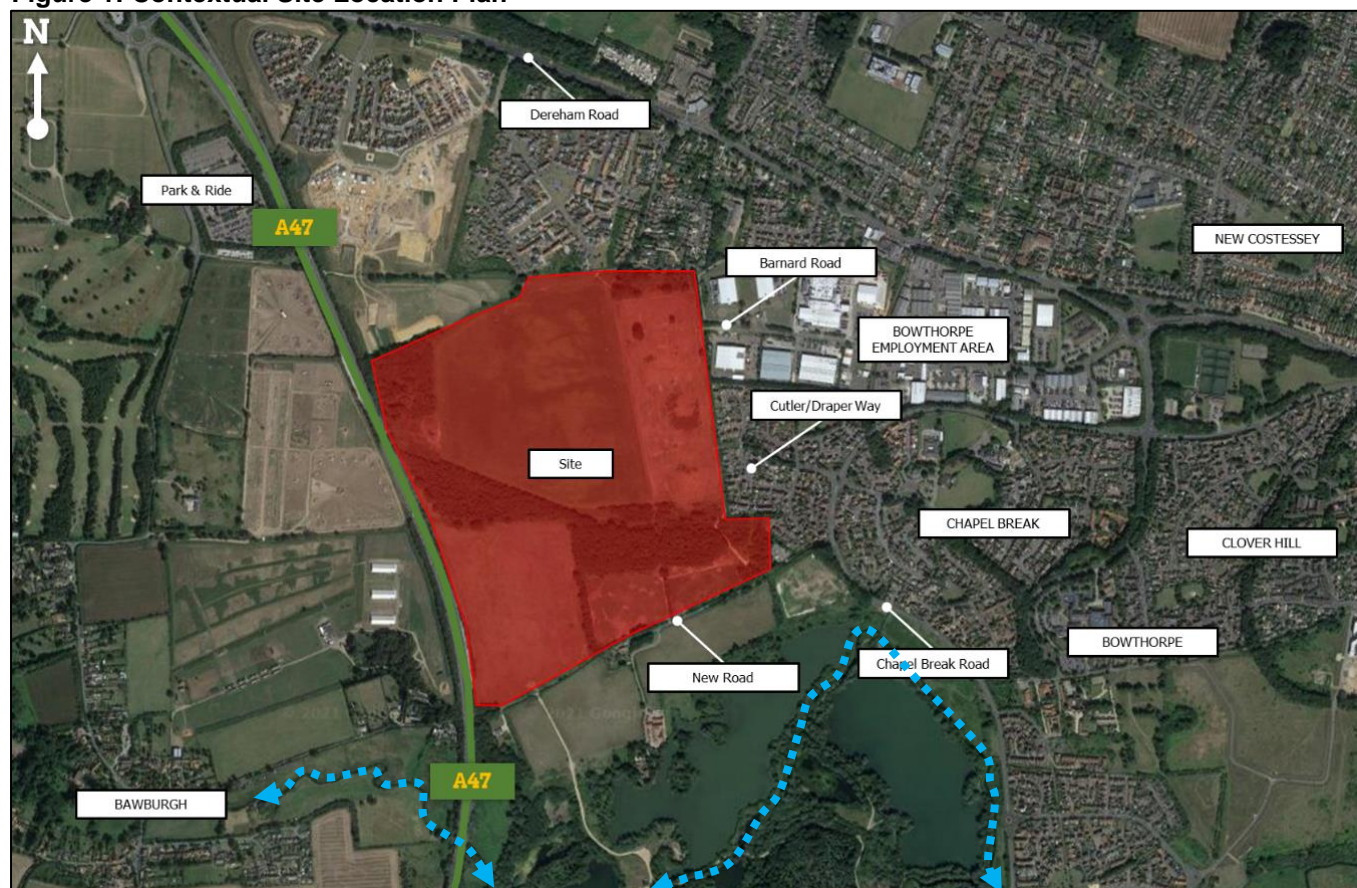 Figure 1: Contextual Site Location Plan
N
Dereham Road
Park & Ride
A47
NEW COSTESSEY
Barnard Road
BOWTHORPE
EMPLOYMENT AREA
Cutler/Draper Way
Site
CHAPEL BREAK
CLOVER HILL
BOWTHORPE
New Road
Chapel Break Road
A47
BAWBURGH